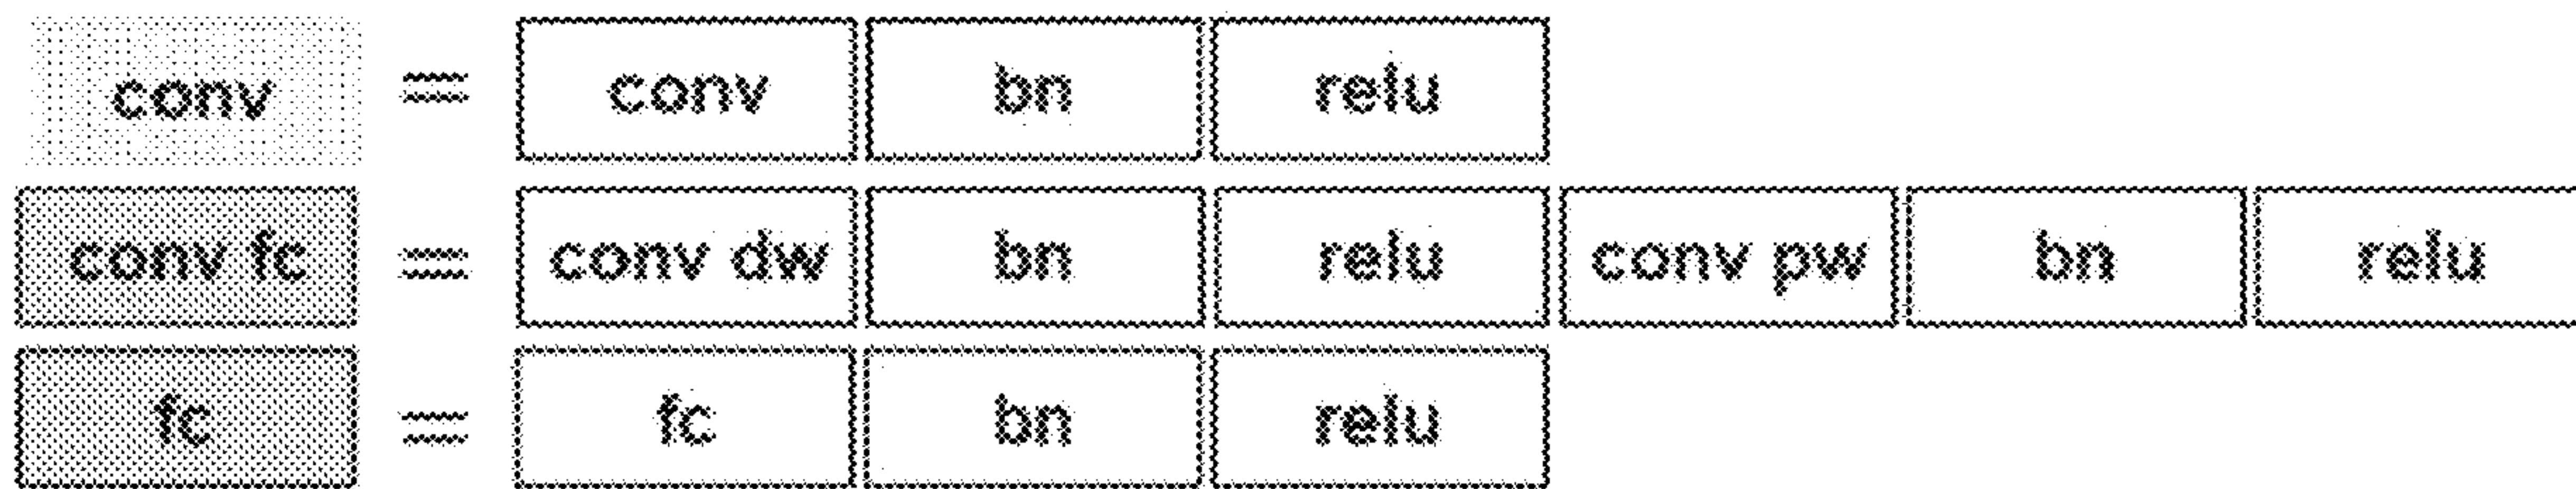 conv = conv bn relu
conv fc = conv dw bn relu conv pw bn relu
fc = fc bn relu